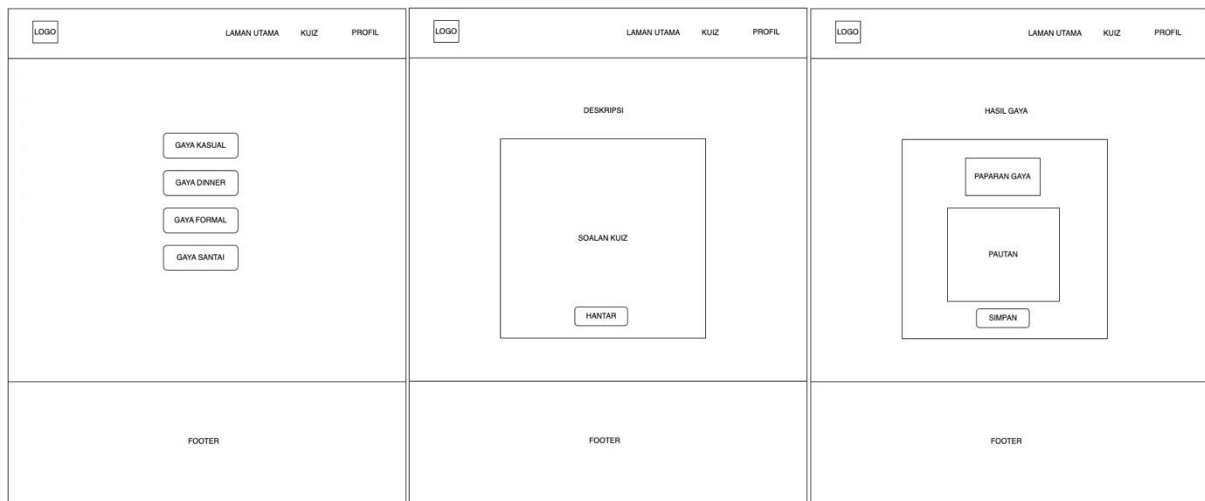 LOGO
LAMAN UTAMA KUIZ PROFIL
GAYA KASUAL
GAYA DINNER
GAYA FORMAL
GAYA SANTAI
FOOTER
LOGO
LAMAN UTAMA KUIZ PROFIL
DESKRIPSI
SOALAN KUIZ
HANTAR
FOOTER
LOGO
LAMAN UTAMA KUIZ PROFIL
HASIL GAYA
PAPARAN GAYA
PAUTAN
SIMPAN
FOOTER